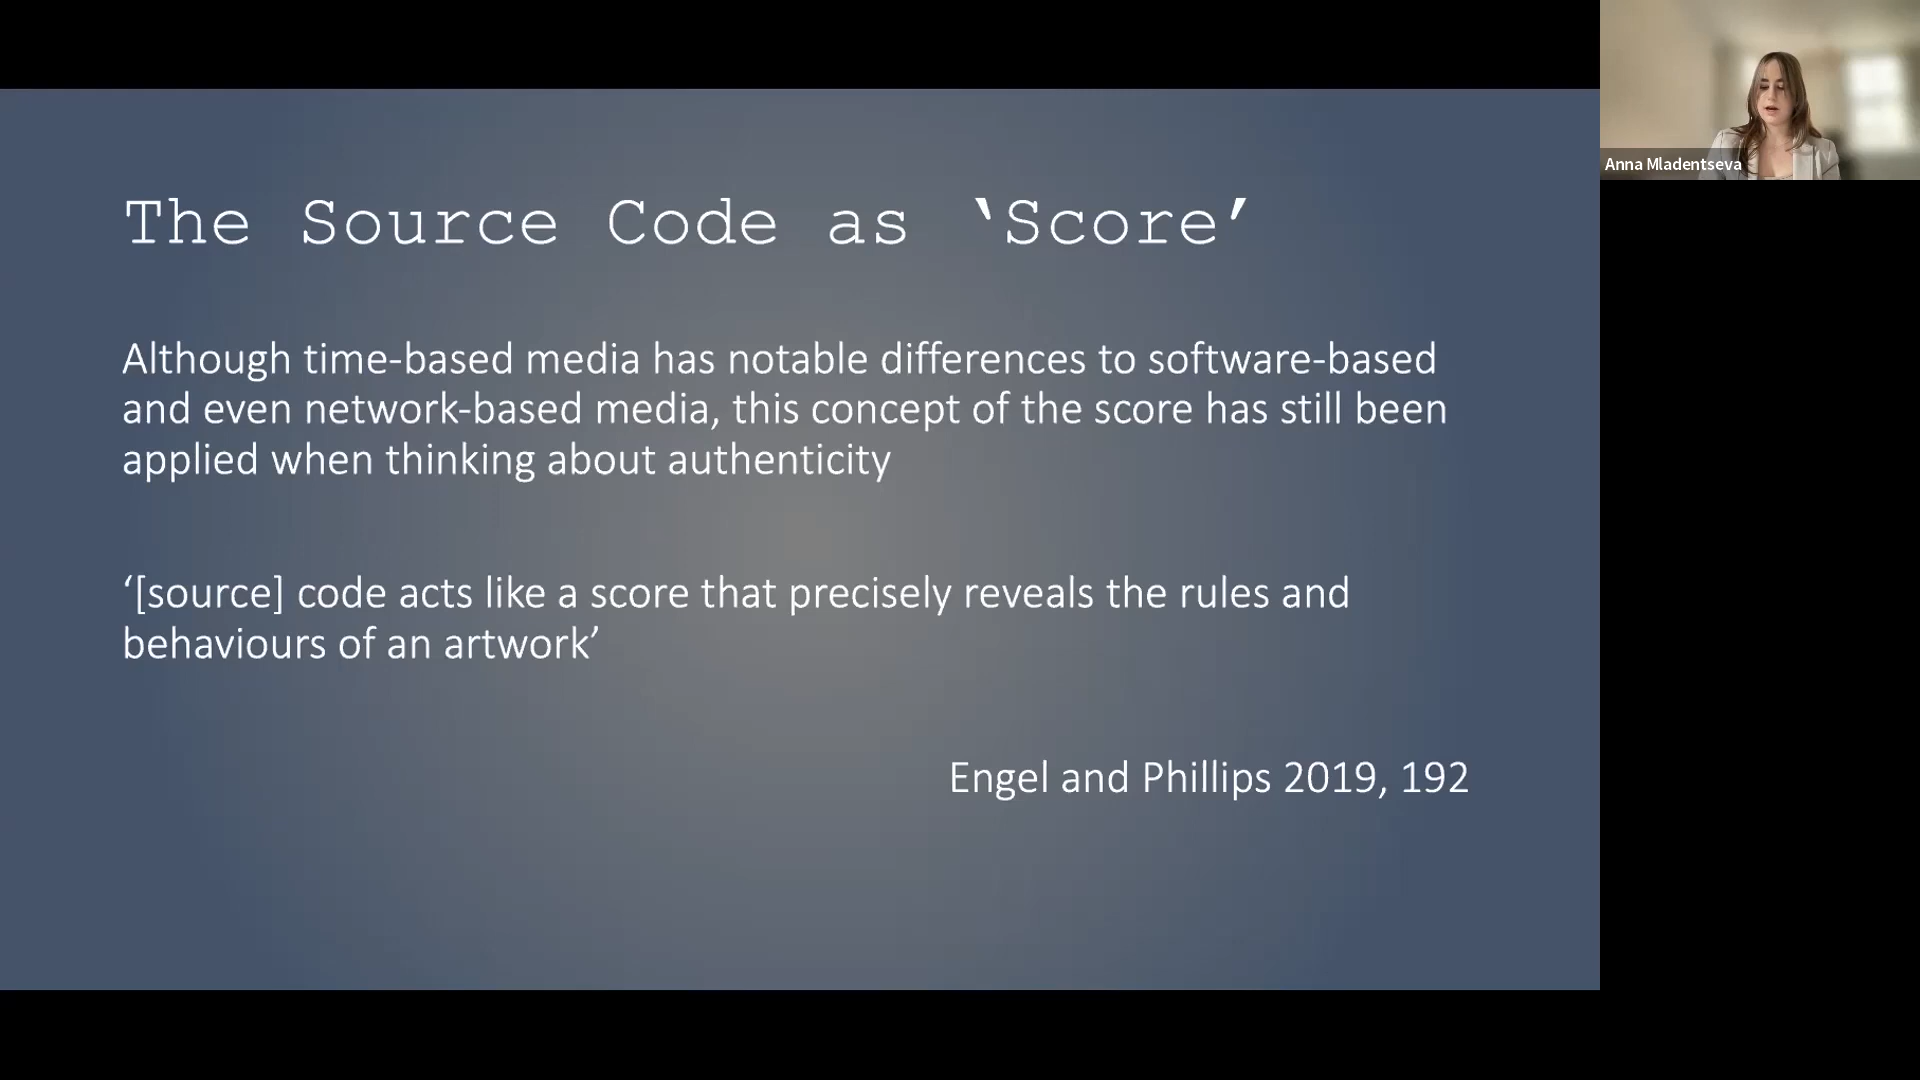 The Source Code as ‘Score’
Although time-based media has notable differences to software-based
and even network-based media, this concept of the score has still been
applied when thinking about authenticity
‘[source] code acts like a score that precisely reveals the rules and
behaviours of an artwork’
Engel and Phillips 2019, 192
Anna Mladentseva